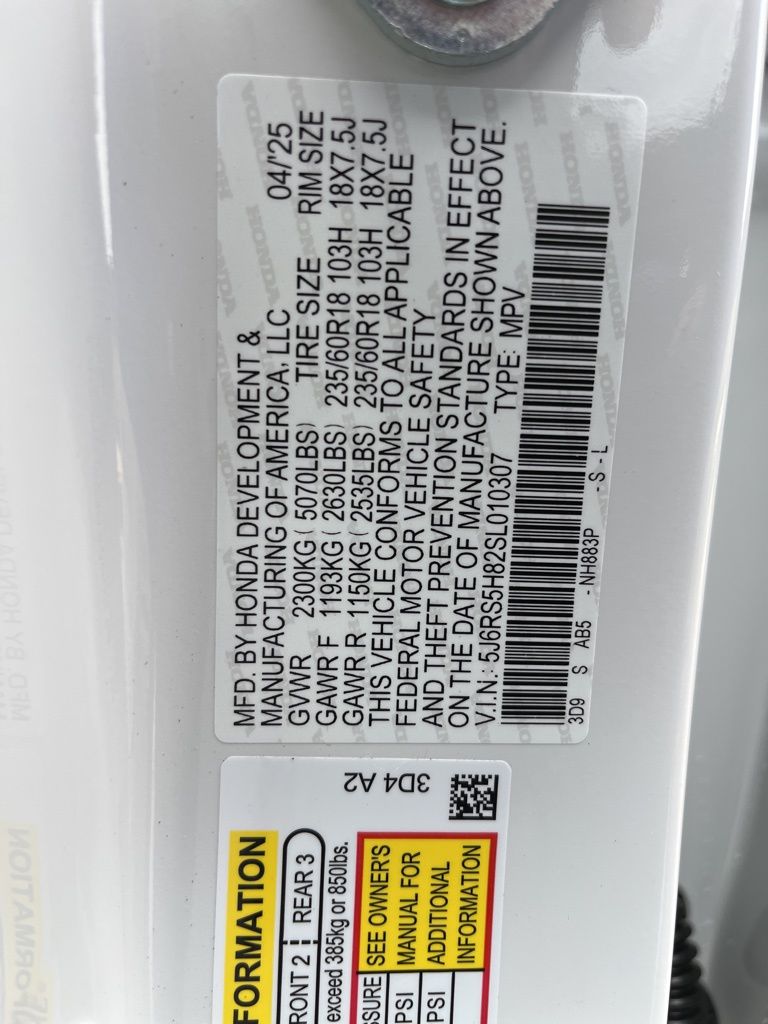 MFD. BY HONDA DEVELOPMENT &
MANUFACTURING OF AMERICA, LLC 04/'25
GVWR 2300KG ( 5070LBS) TIRE SIZE RIM SIZE
GAWR F 1193KG ( 2630LBS) 235/60R18 103H 18X7.5J
GAWR R 1150KG ( 2535LBS) 235/60R18 103H 18X7.5J
THIS VEHICLE CONFORMS TO ALL APPLICABLE
FEDERAL MOTOR VEHICLE SAFETY
AND THEFT PREVENTION STANDARDS IN EFFECT
ON THE DATE OF MANUFACTURE SHOWN ABOVE.
V.I.N.: 5J6RS5H82SL010307 TYPE: MPV
3D9 S AB5 -NH883P - S - L
3D4 A2
FORMATION
RONT 2 REAR 3
exceed 385kg or 850lbs.
SSURE SEE OWNER'S
PSI MANUAL FOR
PSI ADDITIONAL
INFORMATION